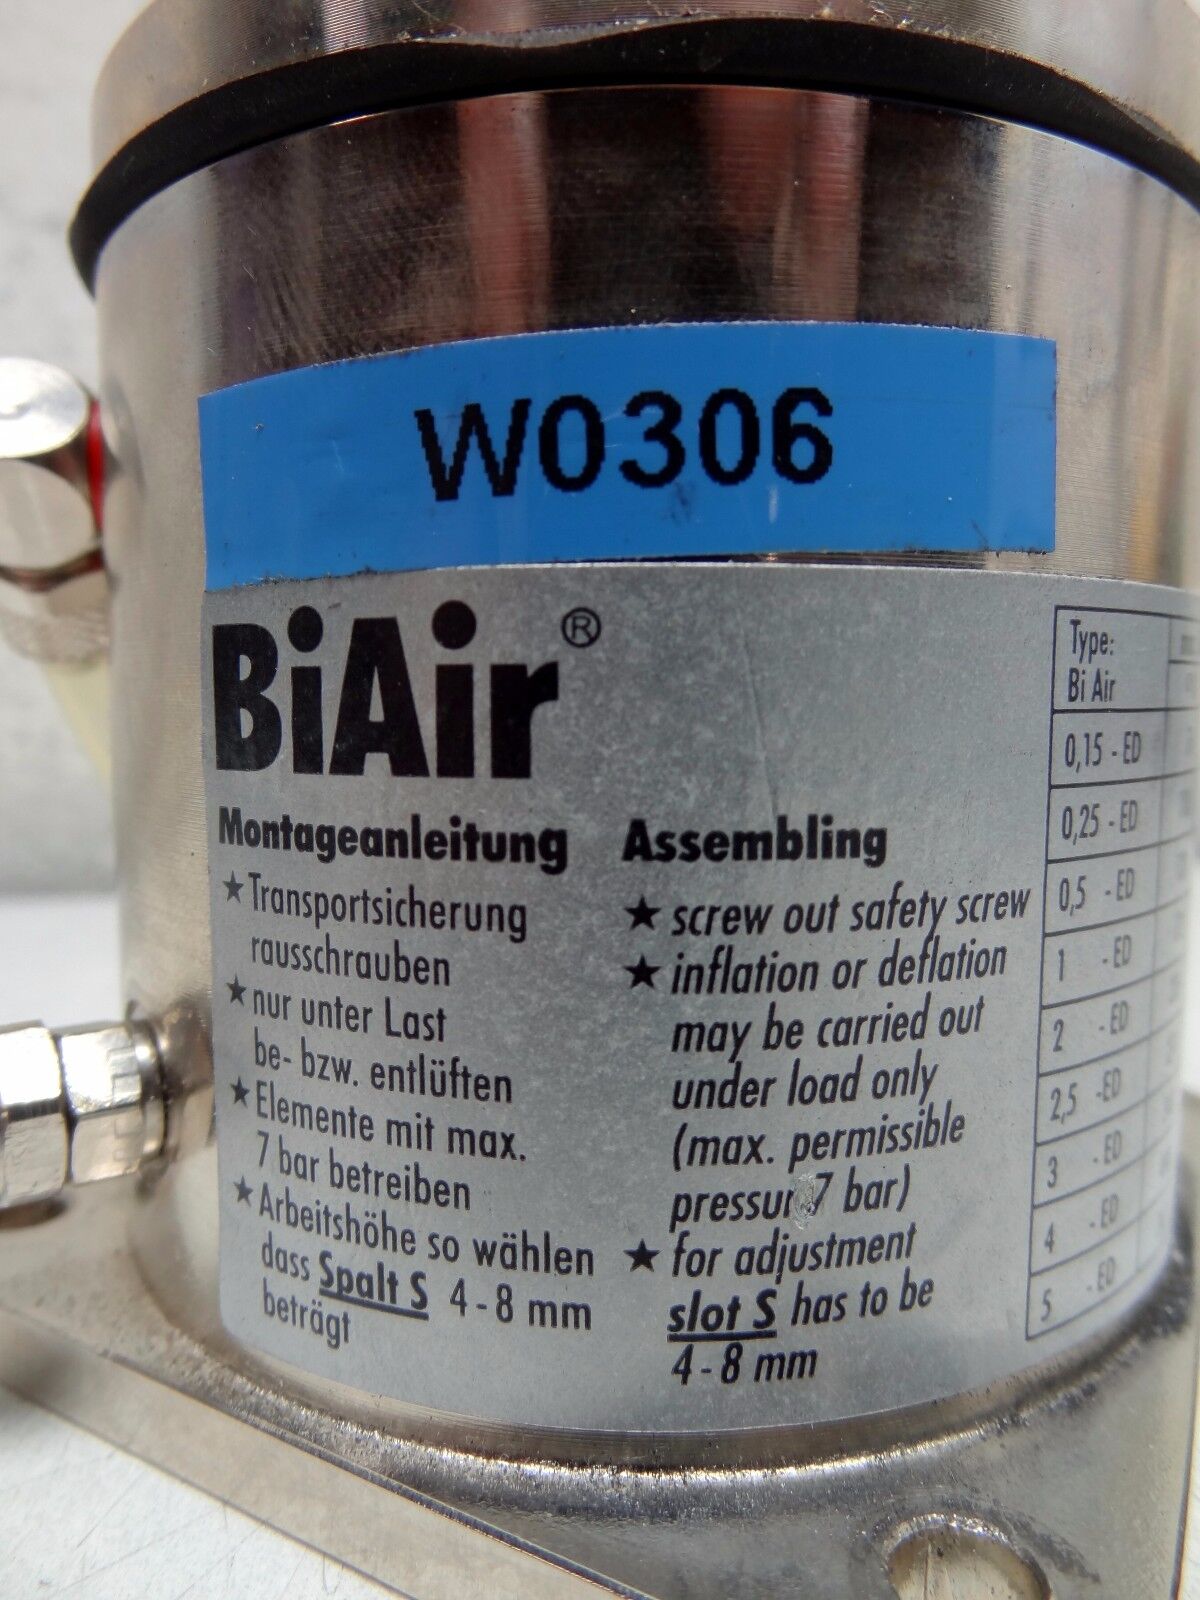 W0306
BiAir®
Montageanleitung
★ Transportsicherung
rausschrauben
★ nur unter Last
be- bzw. entlüften
★ Elemente mit max.
7 bar betreiben
★ Arbeitshöhe so wählen
dass Spalt S 4-8 mm
beträgt
Assembling
★ screw out safety screw
★ inflation or deflation
may be carried out
under load only
(max. permissible
7 bar)
★ for adjustment
slot S has to be
4-8 mm
Type:
Bi Air
0,15 - ED
0,25 - ED
0,5 - ED
1 - ED
2 - ED
2,5 - ED
3 - ED
4 - ED
5 - ED